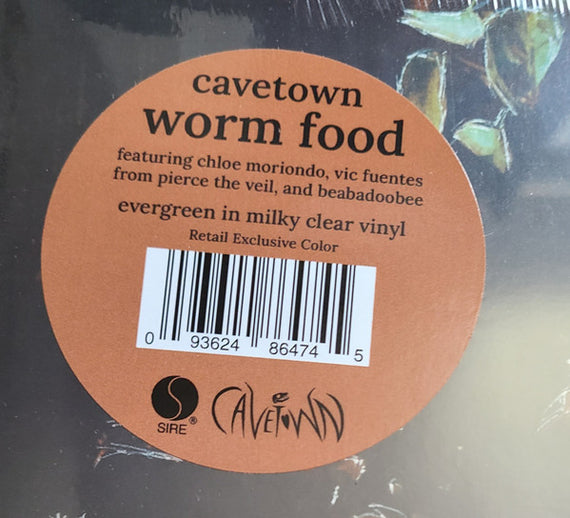 cavetown
worm food
featuring chloe moriondo, vic fuentes
from pierce the veil, and beabadoobee
evergreen in milky clear vinyl
Retail Exclusive Color
0 93624 86474 5
SIRE® CAVETOWN